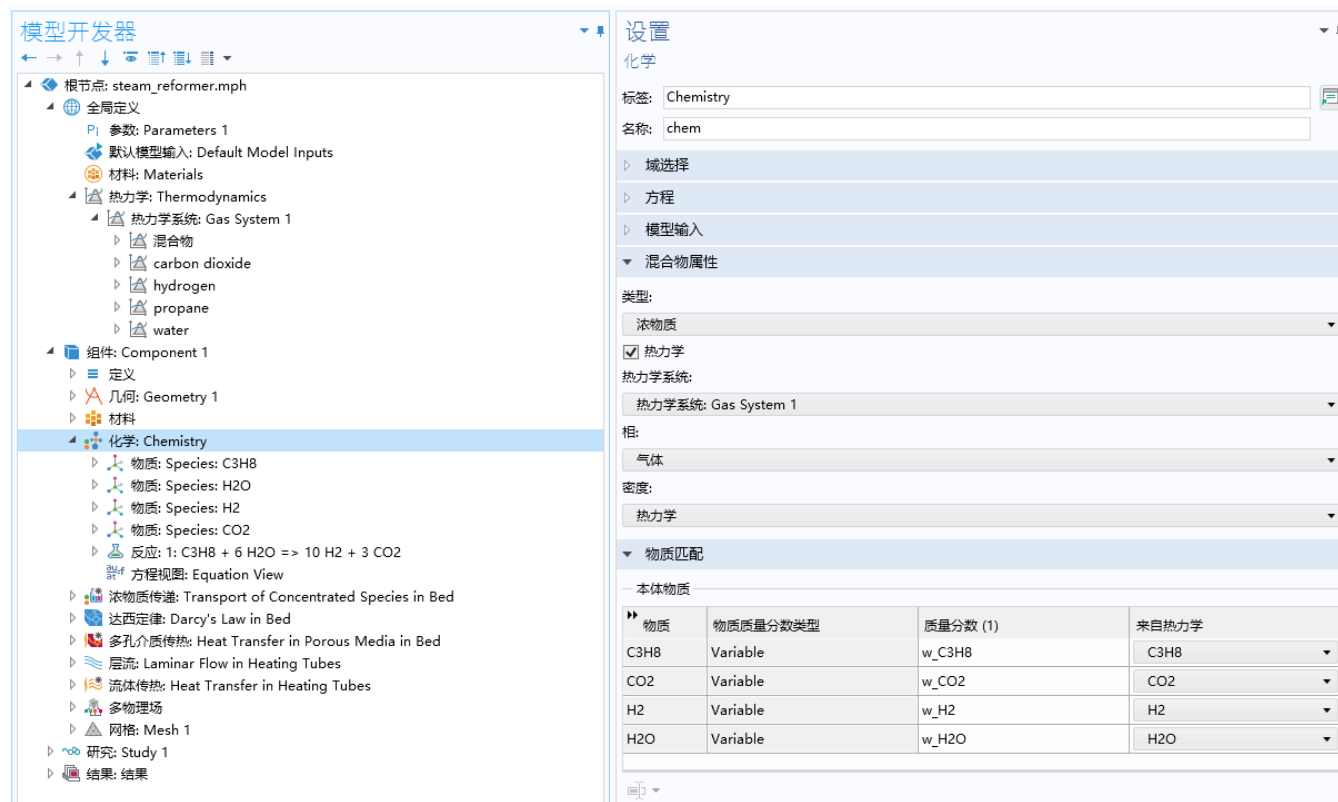 模型开发器
根节点: steam_reformer.mph
全局定义
Pi 参数: Parameters 1
默认模型输入: Default Model Inputs
材料: Materials
热力学: Thermodynamics
热力学系统: Gas System 1
混合物
carbon dioxide
hydrogen
propane
water
组件: Component 1
定义
几何: Geometry 1
材料
化学: Chemistry
物质: Species: C3H8
物质: Species: H2O
物质: Species: H2
物质: Species: CO2
反应: 1: C3H8 + 6 H2O => 10 H2 + 3 CO2
方程视图: Equation View
浓物质传递: Transport of Concentrated Species in Bed
达西定律: Darcy's Law in Bed
多孔介质传热: Heat Transfer in Porous Media in Bed
层流: Laminar Flow in Heating Tubes
流体传热: Heat Transfer in Heating Tubes
多物理场
网格: Mesh 1
研究: Study 1
结果: 结果
设置
化学
标签: Chemistry
名称: chem
域选择
方程
模型输入
混合物属性
类型:
浓物质
热力学
热力学系统:
热力学系统: Gas System 1
相:
气体
密度:
热力学
物质匹配
本体物质
物质 物质质量分数类型 质量分数 (1) 来自热力学
C3H8 Variable w_C3H8 C3H8
CO2 Variable w_CO2 CO2
H2 Variable w_H2 H2
H2O Variable w_H2O H2O